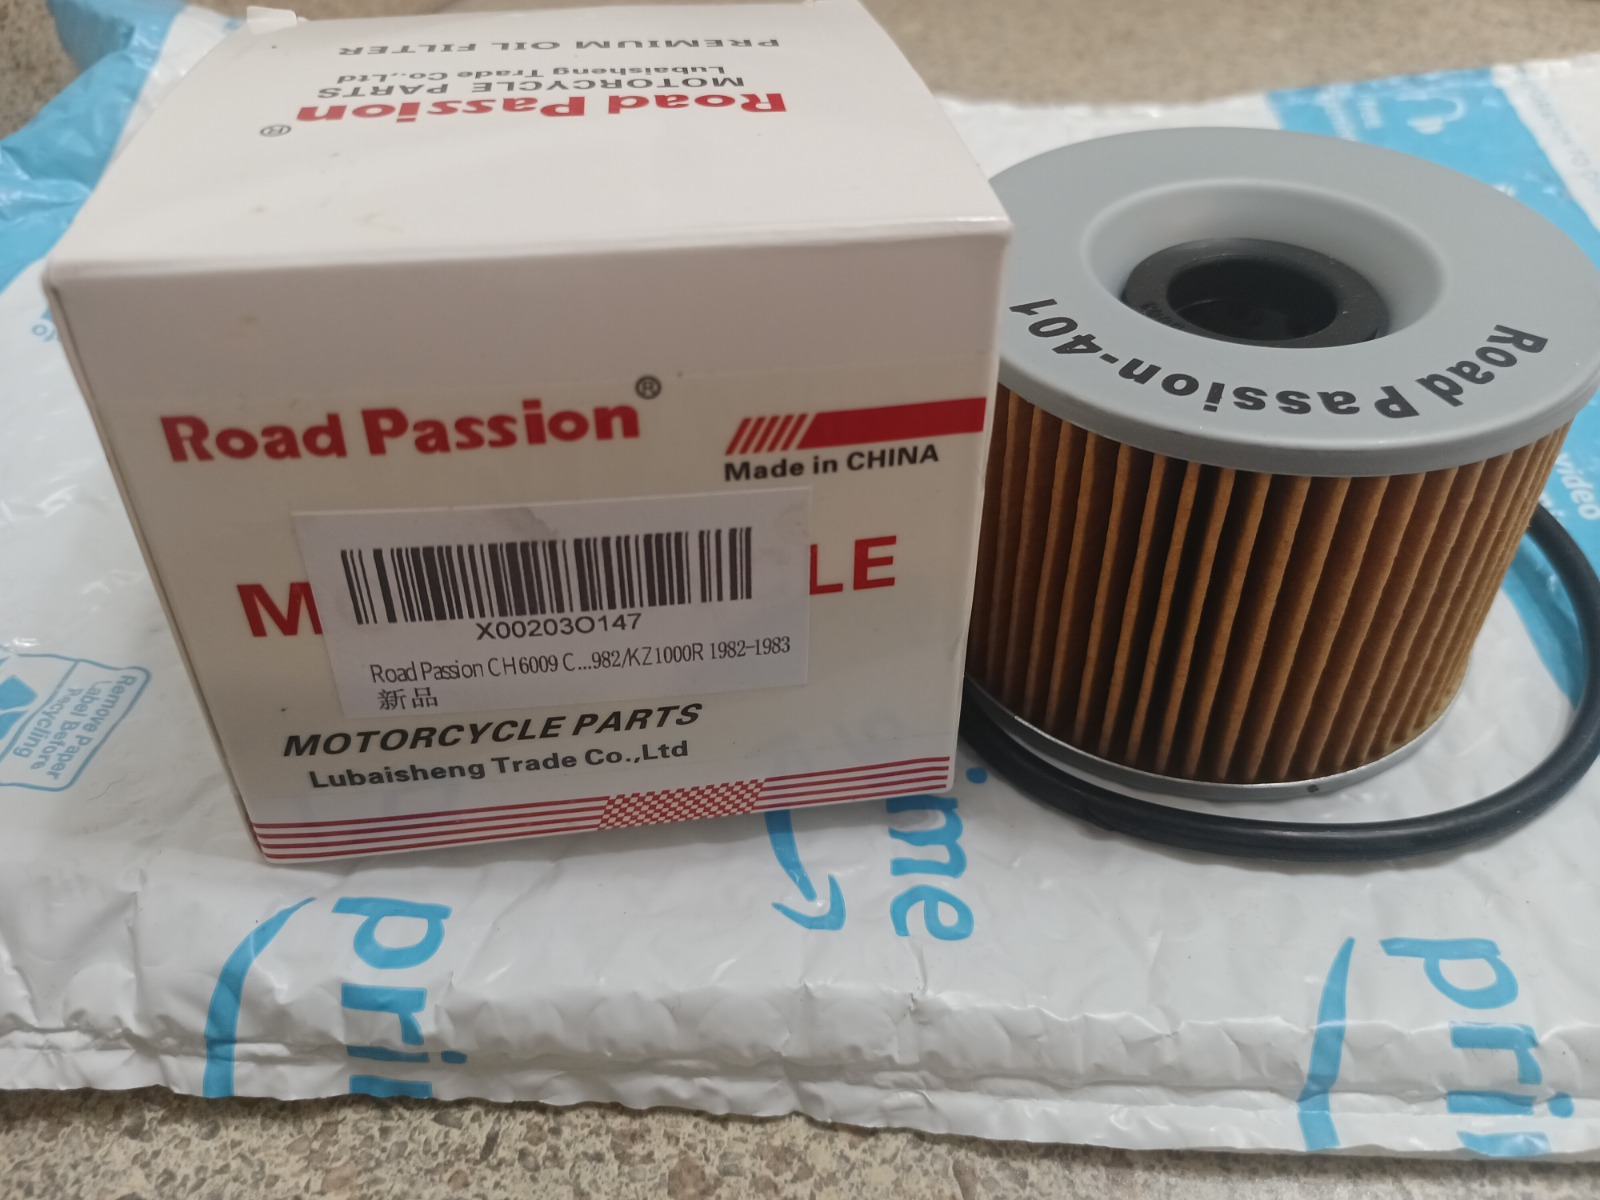 PREMIUM OIL FILTER
Lubaisheng Trade Co.,Ltd
MOTORCYCLE PARTS
Road Passion®
Road Passion®
Made in CHINA
M LE
X00203O147
Road Passion CH6009 C...982/KZ1000R 1982-1983
新品
MOTORCYCLE PARTS
Lubaisheng Trade Co.,Ltd
Road Passion-401
Remove Paper
Label Before
Recycling
video
me
pri
prim